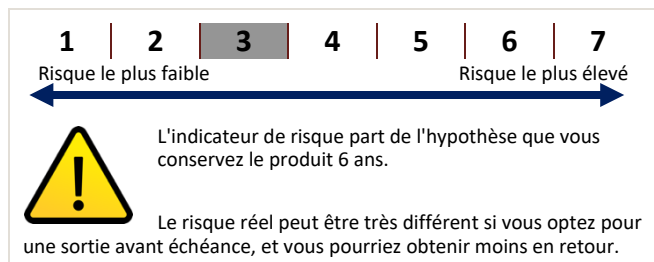 1 2 3 4 5 6 7
Risque le plus faible Risque le plus élevé
L'indicateur de risque part de l'hypothèse que vous
conservez le produit 6 ans.
Le risque réel peut être très différent si vous optez pour
une sortie avant échéance, et vous pourriez obtenir moins en retour.